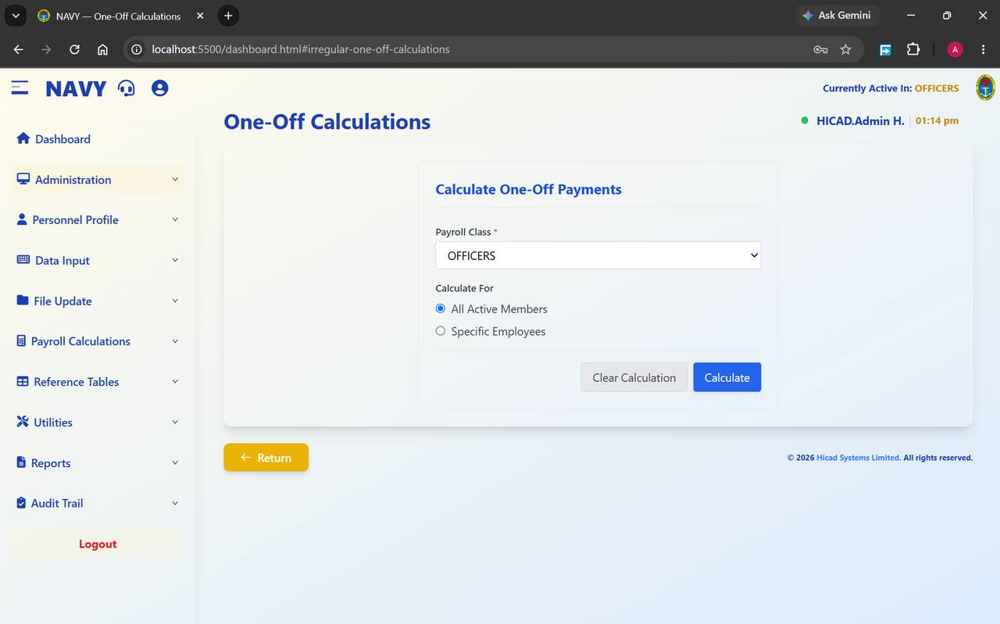 NAVY — One-Off Calculations
Ask Gemini
localhost:5500/dashboard.html#irregular-one-off-calculations
A
NAVY
Currently Active In: OFFICERS
One-Off Calculations
HICAD.Admin H. | 01:14 pm
Dashboard
Administration
Personnel Profile
Data Input
File Update
Payroll Calculations
Reference Tables
Utilities
Reports
Audit Trail
Logout
Calculate One-Off Payments
Payroll Class *
OFFICERS
Calculate For
All Active Members
Specific Employees
Clear Calculation
Calculate
Return
© 2026 Hicad Systems Limited. All rights reserved.